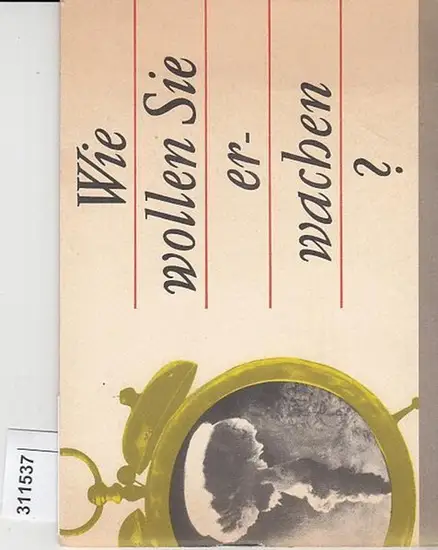 Wie
wollen Sie
er-
wachen
?
311537